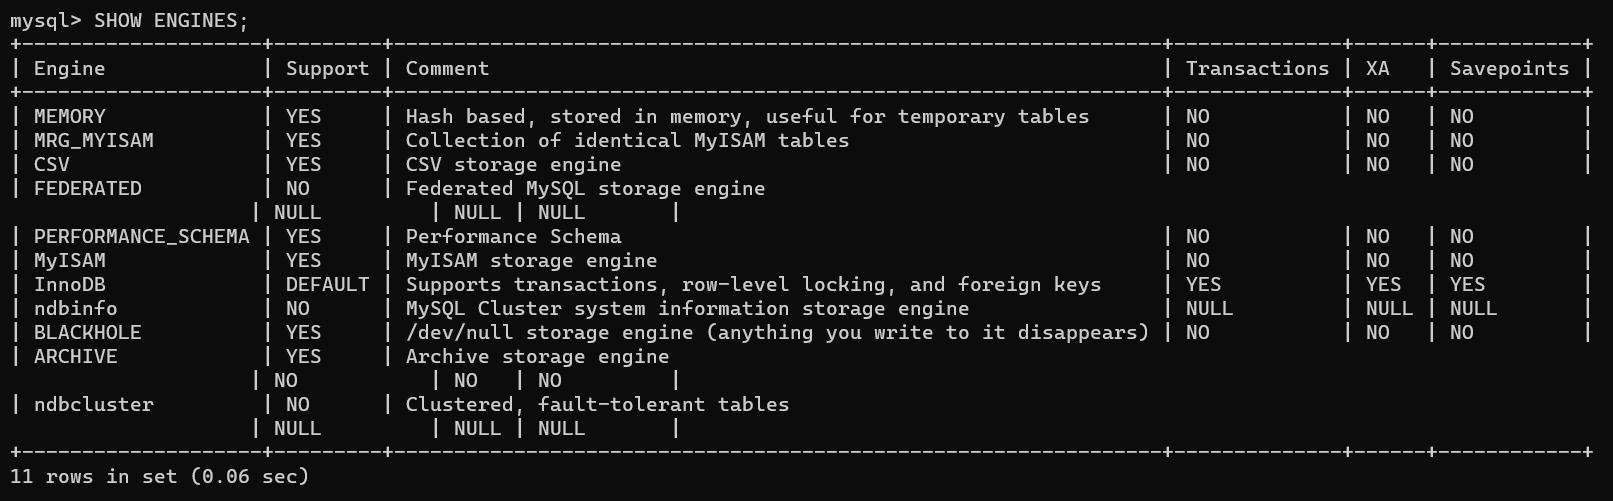 mysql> SHOW ENGINES;
+--------------------+---------+----------------------------------------------------------------+--------------+------+------------+
| Engine             | Support | Comment                                                        | Transactions | XA   | Savepoints |
+--------------------+---------+----------------------------------------------------------------+--------------+------+------------+
| MEMORY             | YES     | Hash based, stored in memory, useful for temporary tables      | NO           | NO   | NO         |
| MRG_MYISAM         | YES     | Collection of identical MyISAM tables                          | NO           | NO   | NO         |
| CSV                | YES     | CSV storage engine                                             | NO           | NO   | NO         |
| FEDERATED          | NO      | Federated MySQL storage engine
                    | NULL         | NULL | NULL       |
| PERFORMANCE_SCHEMA | YES     | Performance Schema                                             | NO           | NO   | NO         |
| MyISAM             | YES     | MyISAM storage engine                                          | NO           | NO   | NO         |
| InnoDB             | DEFAULT | Supports transactions, row-level locking, and foreign keys     | YES          | YES  | YES        |
| ndbinfo            | NO      | MySQL Cluster system information storage engine                | NULL         | NULL | NULL       |
| BLACKHOLE          | YES     | /dev/null storage engine (anything you write to it disappears) | NO           | NO   | NO         |
| ARCHIVE            | YES     | Archive storage engine
                    | NO           | NO   | NO         |
| ndbcluster         | NO      | Clustered, fault-tolerant tables
                    | NULL         | NULL | NULL       |
+--------------------+---------+----------------------------------------------------------------+--------------+------+------------+
11 rows in set (0.06 sec)